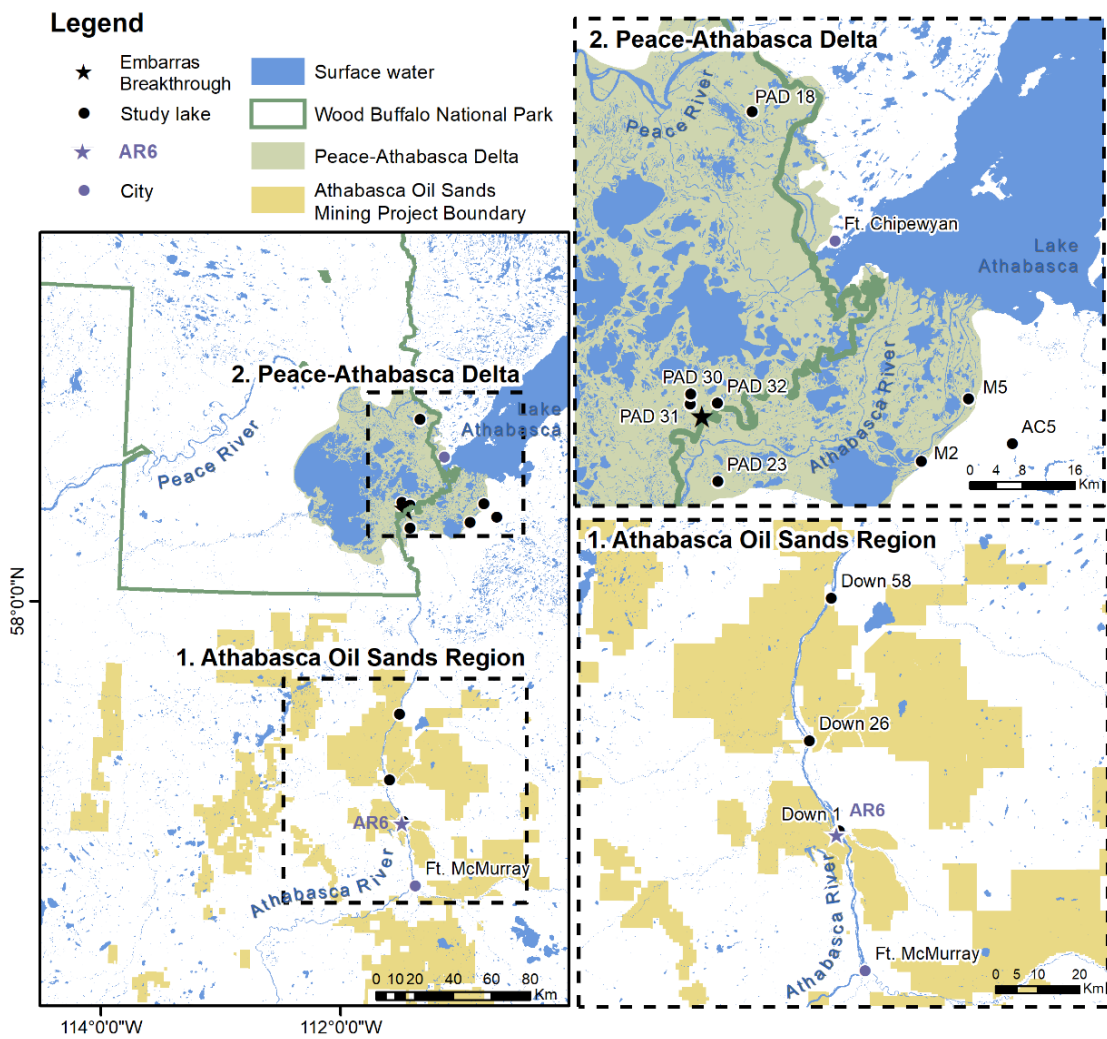 Legend
Embarras
Breakthrough
Study lake
AR6
City
Surface water
Wood Buffalo National Park
Peace-Athabasca Delta
Athabasca Oil Sands
Mining Project Boundary
2. Peace-Athabasca Delta
Lake
Athabasca
Peace River
58°0'0"N
1. Athabasca Oil Sands Region
AR6
Ft. McMurray
Athabasca River
0 10 20 40 60 80
Km
114°0'0"W
112°0'0"W
2. Peace-Athabasca Delta
PAD 18
Peace River
Ft. Chipewyan
Lake
Athabasca
PAD 30
PAD 32
PAD 31
Athabasca River
M5
AC5
M2
PAD 23
0 4 8 16
Km
1. Athabasca Oil Sands Region
Down 58
Down 26
Down 1
AR6
Athabasca River
Ft. McMurray
0 5 10 20
Km